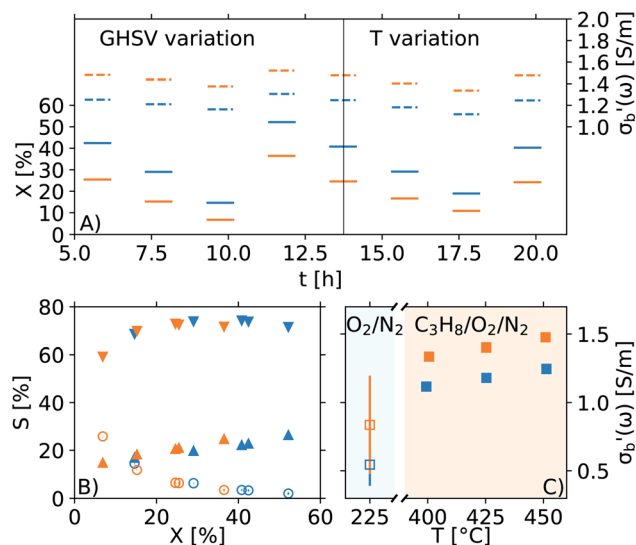 GHSV variation
T variation
60
50
40
30
20
10
0
X [%]
A)
2.0
1.8
1.6
1.4
1.2
1.0
σb'(ω) [S/m]
5.0 7.5 10.0 12.5 15.0 17.5 20.0
t [h]
80
60
40
20
0
S [%]
B)
0 20 40 60
X [%]
O₂/N₂
C₃H₈/O₂/N₂
C)
1.5
1.0
0.5
σb'(ω) [S/m]
225 400 425 450
T [°C]